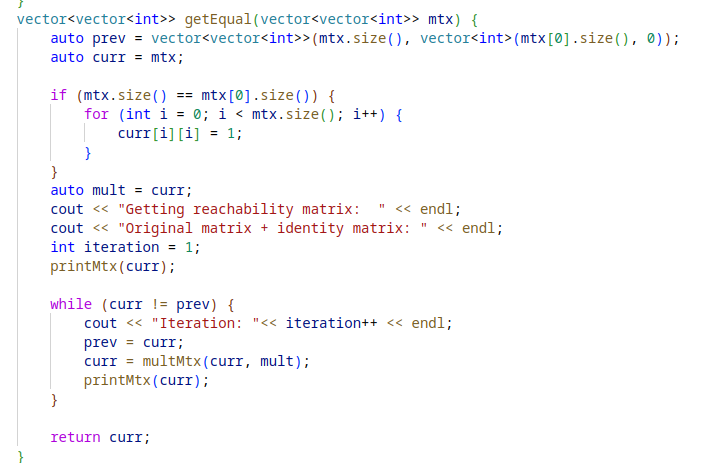 }
vector<vector<int>> getEqual(vector<vector<int>> mtx) {
    auto prev = vector<vector<int>>(mtx.size(), vector<int>(mtx[0].size(), 0));
    auto curr = mtx;

    if (mtx.size() == mtx[0].size()) {
        for (int i = 0; i < mtx.size(); i++) {
            curr[i][i] = 1;
        }
    }
    auto mult = curr;
    cout << "Getting reachability matrix:  " << endl;
    cout << "Original matrix + identity matrix: " << endl;
    int iteration = 1;
    printMtx(curr);

    while (curr != prev) {
        cout << "Iteration: "<< iteration++ << endl;
        prev = curr;
        curr = multMtx(curr, mult);
        printMtx(curr);
    }

    return curr;
}